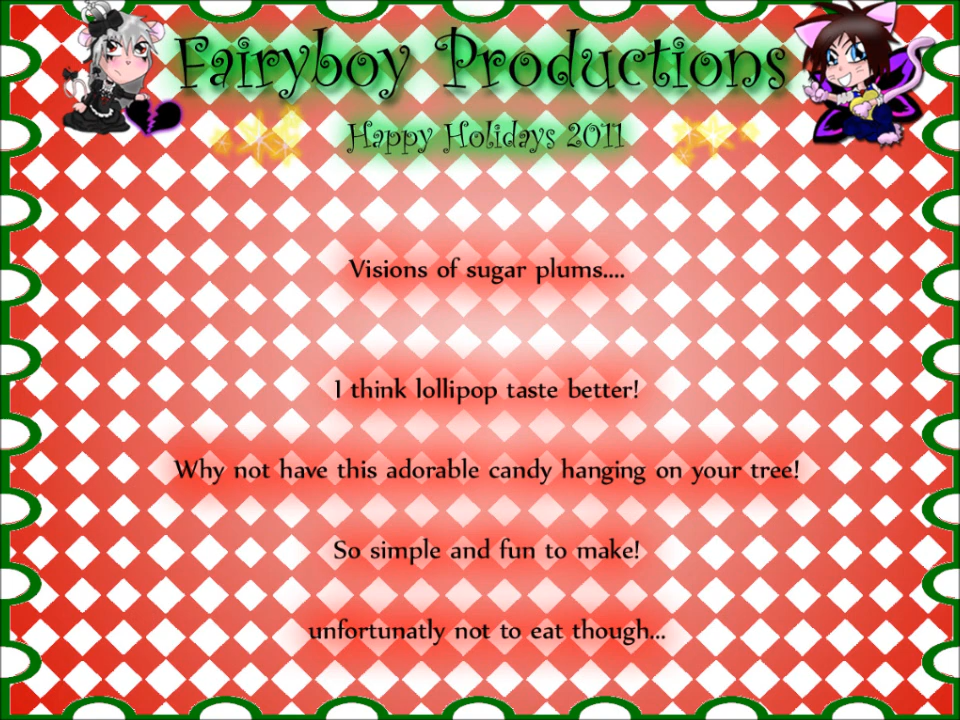 Fairyboy Productions
Happy Holidays 2011
Visions of sugar plums....
I think lollipop taste better!
Why not have this adorable candy hanging on your tree!
So simple and fun to make!
unfortunatly not to eat though...